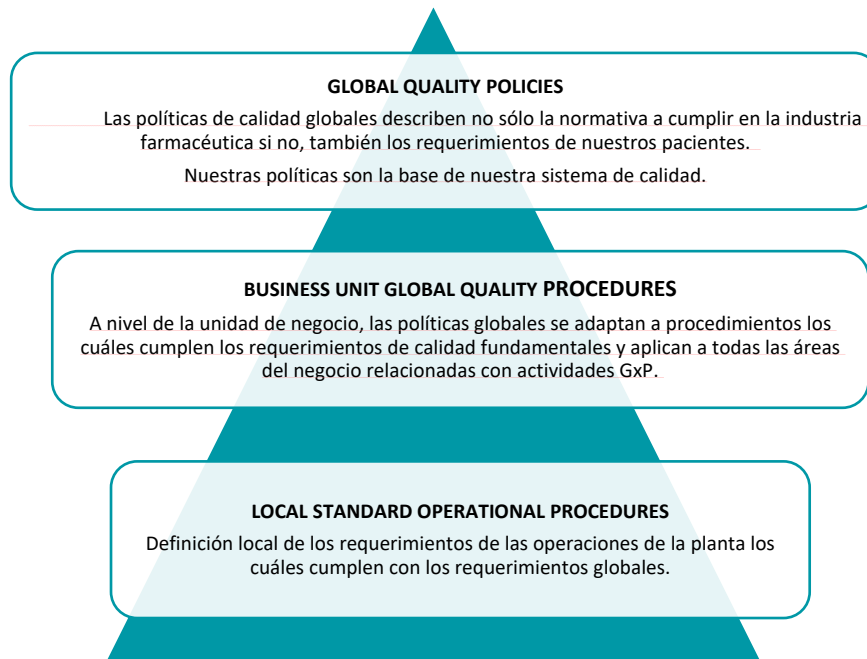 GLOBAL QUALITY POLICIES
Las políticas de calidad globales describen no sólo la normativa a cumplir en la industria
farmacéutica si no, también los requerimientos de nuestros pacientes.
Nuestras políticas son la base de nuestra sistema de calidad.
BUSINESS UNIT GLOBAL QUALITY PROCEDURES
A nivel de la unidad de negocio, las políticas globales se adaptan a procedimientos los
cuáles cumplen los requerimientos de calidad fundamentales y aplican a todas las áreas
del negocio relacionadas con actividades GxP.
LOCAL STANDARD OPERATIONAL PROCEDURES
Definición local de los requerimientos de las operaciones de la planta los
cuáles cumplen con los requerimientos globales.